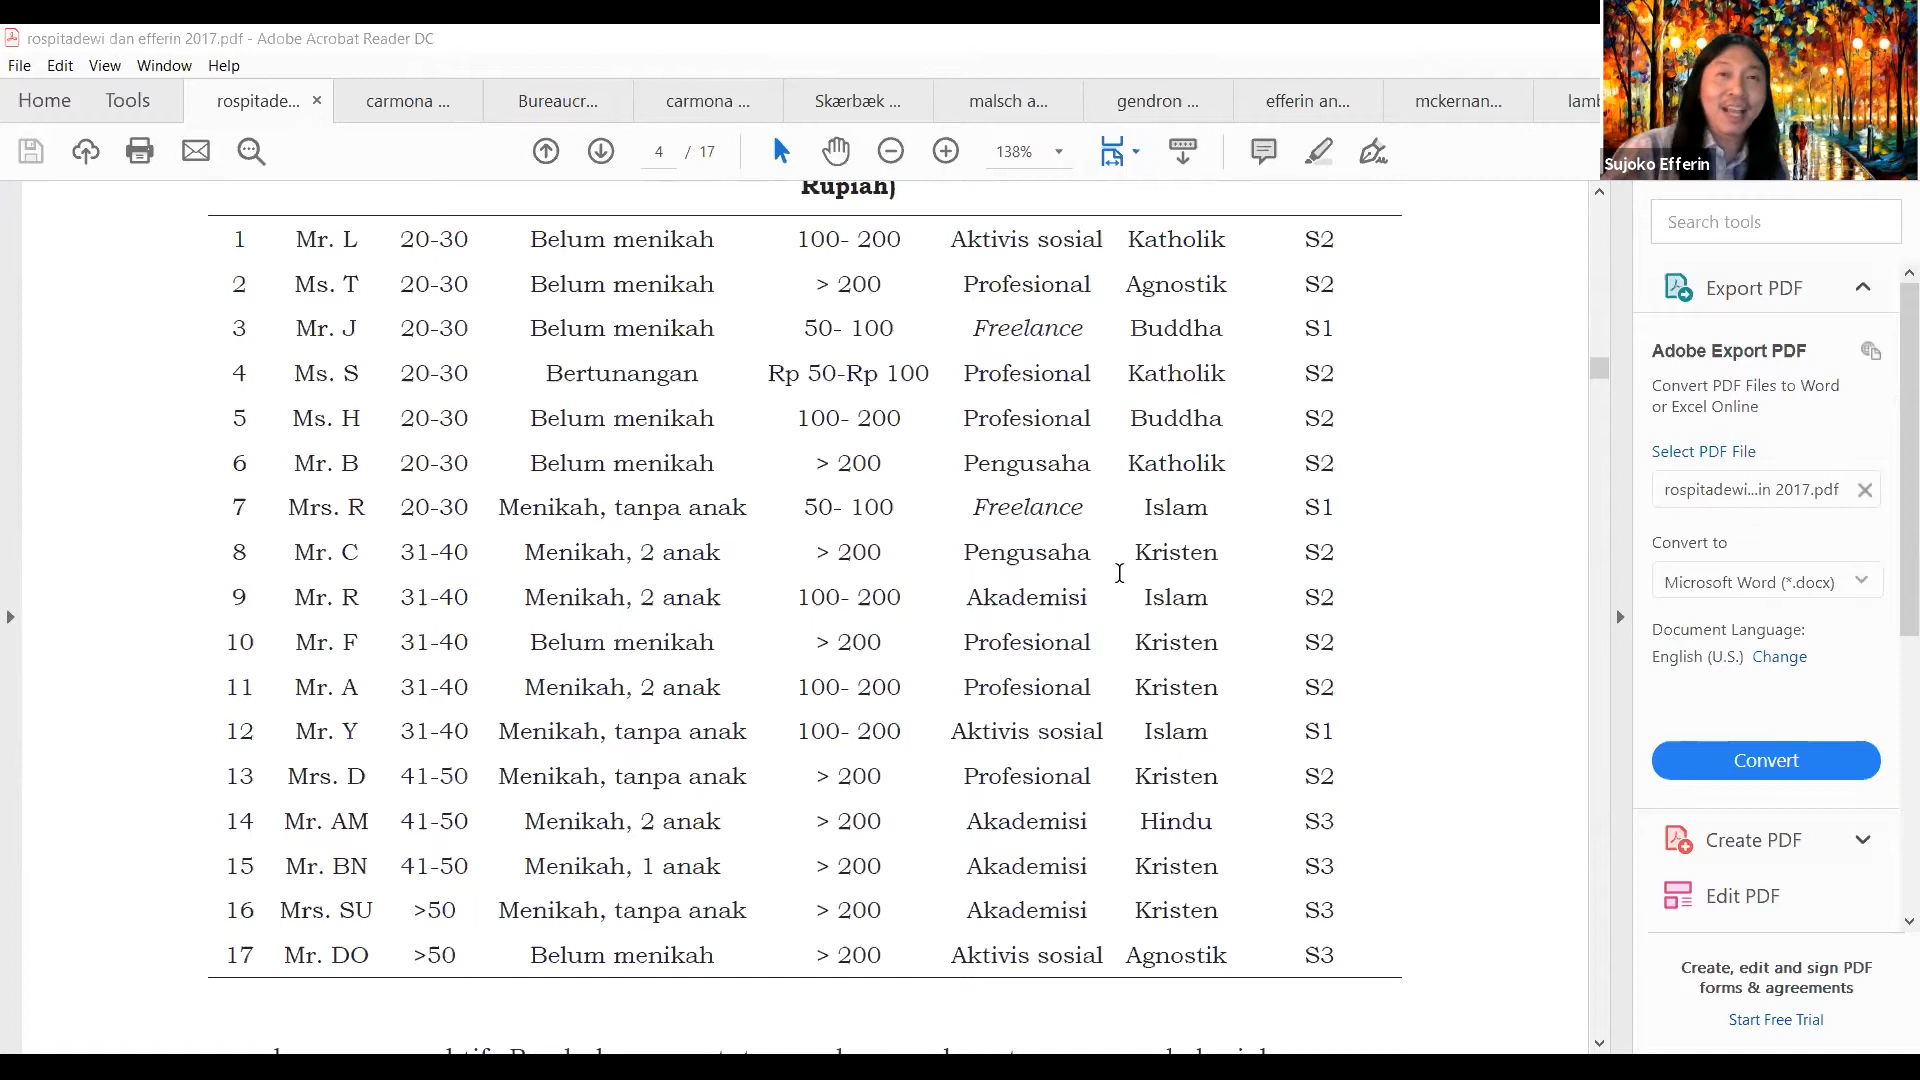 rospitadewi dan efferin 2017.pdf - Adobe Acrobat Reader DC
File Edit View Window Help
Home Tools rospitade... × carmona ... Bureaucr... carmona ... Skærbæk ... malsch a... gendron ... efferin an... mckernan... lamb
4 / 17 138%
Sujoko Efferin
Rupiah)
1 Mr. L 20-30 Belum menikah 100- 200 Aktivis sosial Katholik S2
2 Ms. T 20-30 Belum menikah > 200 Profesional Agnostik S2
3 Mr. J 20-30 Belum menikah 50- 100 Freelance Buddha S1
4 Ms. S 20-30 Bertunangan Rp 50-Rp 100 Profesional Katholik S2
5 Ms. H 20-30 Belum menikah 100- 200 Profesional Buddha S2
6 Mr. B 20-30 Belum menikah > 200 Pengusaha Katholik S2
7 Mrs. R 20-30 Menikah, tanpa anak 50- 100 Freelance Islam S1
8 Mr. C 31-40 Menikah, 2 anak > 200 Pengusaha Kristen S2
9 Mr. R 31-40 Menikah, 2 anak 100- 200 Akademisi Islam S2
10 Mr. F 31-40 Belum menikah > 200 Profesional Kristen S2
11 Mr. A 31-40 Menikah, 2 anak 100- 200 Profesional Kristen S2
12 Mr. Y 31-40 Menikah, tanpa anak 100- 200 Aktivis sosial Islam S1
13 Mrs. D 41-50 Menikah, tanpa anak > 200 Profesional Kristen S2
14 Mr. AM 41-50 Menikah, 2 anak > 200 Akademisi Hindu S3
15 Mr. BN 41-50 Menikah, 1 anak > 200 Akademisi Kristen S3
16 Mrs. SU >50 Menikah, tanpa anak > 200 Akademisi Kristen S3
17 Mr. DO >50 Belum menikah > 200 Aktivis sosial Agnostik S3
Search tools
Export PDF
Adobe Export PDF
Convert PDF Files to Word
or Excel Online
Select PDF File
rospitadewi...in 2017.pdf
Convert to
Microsoft Word (*.docx)
Document Language:
English (U.S.) Change
Convert
Create PDF
Edit PDF
Create, edit and sign PDF
forms & agreements
Start Free Trial